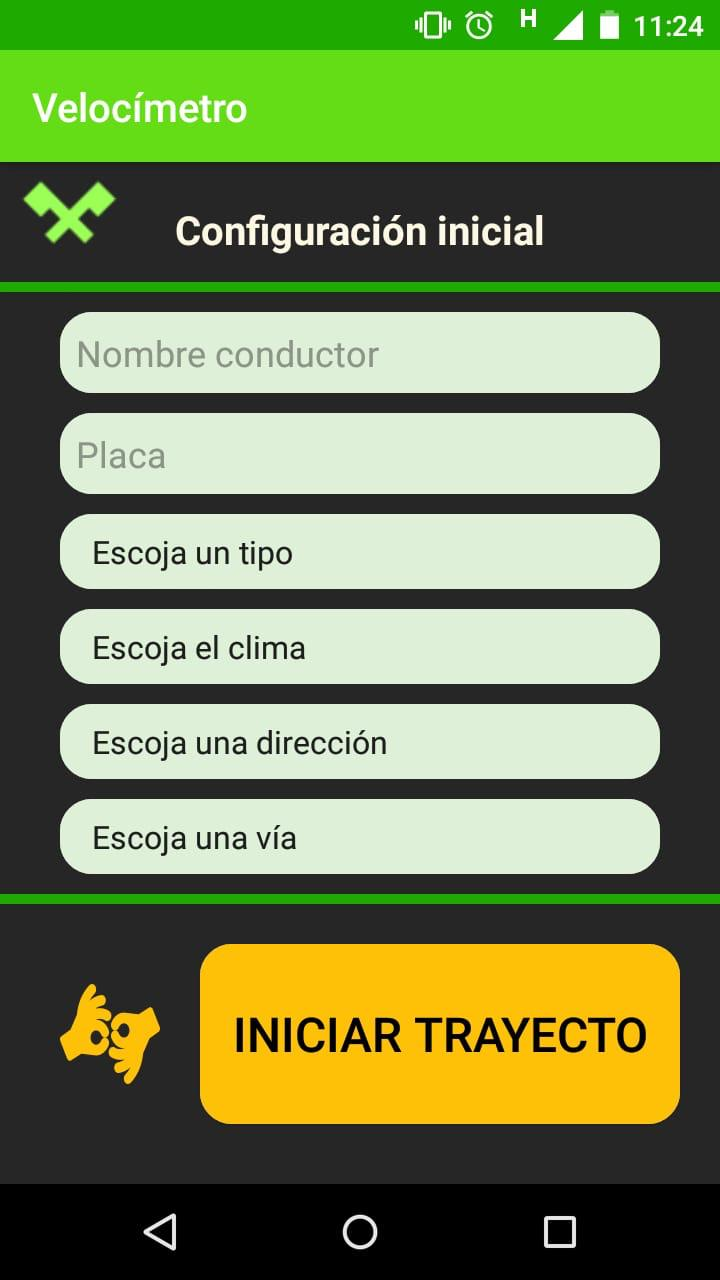 H 11:24
Velocímetro
Configuración inicial
Nombre conductor
Placa
Escoja un tipo
Escoja el clima
Escoja una dirección
Escoja una vía
INICIAR TRAYECTO